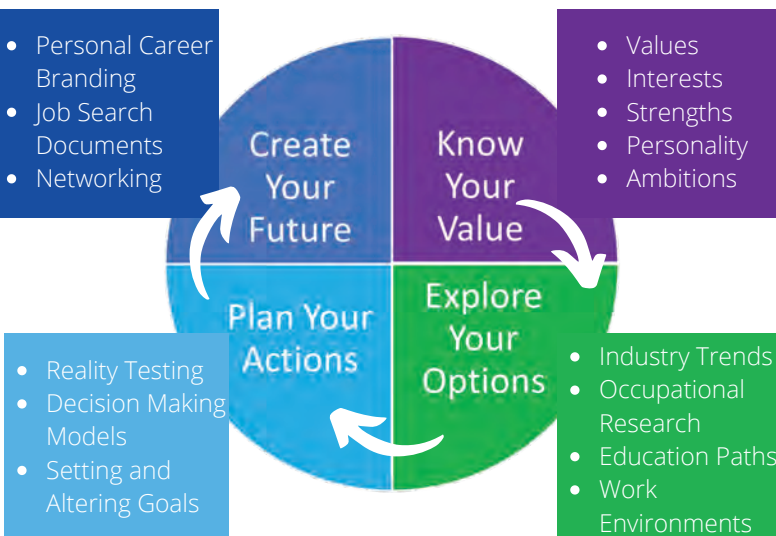 • Personal Career
Branding
• Job Search
Documents
• Networking
• Values
• Interests
• Strengths
• Personality
• Ambitions
Create
Your
Future
Know
Your
Value
Plan Your
Actions
Explore
Your
Options
• Reality Testing
• Decision Making
Models
• Setting and
Altering Goals
• Industry Trends
• Occupational
Research
• Education Paths
• Work
Environments